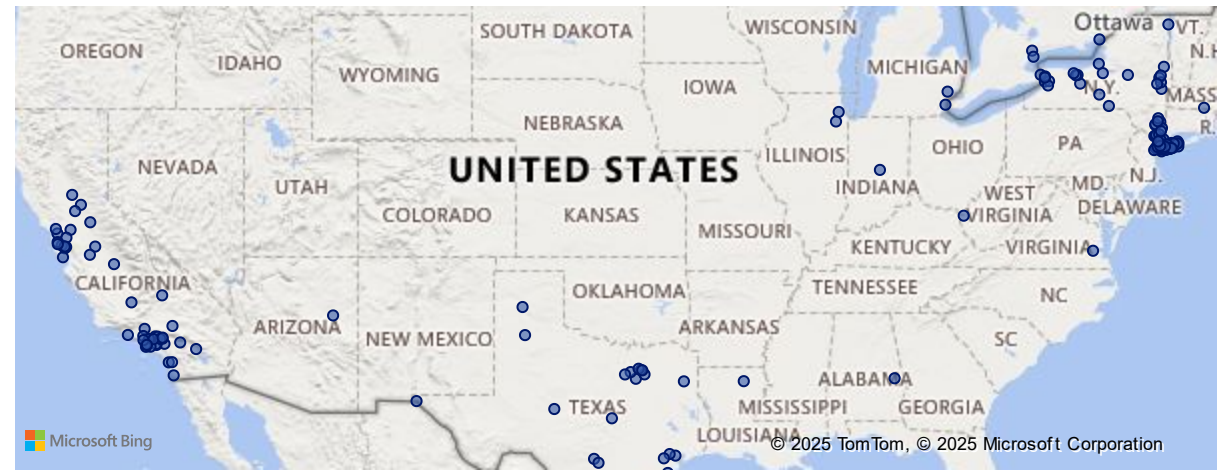 Ottawa
VT.
SOUTH DAKOTA
WISCONSIN
OREGON
IDAHO
N.H
WYOMING
MICHIGAN
IOWA
N.Y.
MASS
NEBRASKA
R.
NEVADA
UNITED STATES
ILLINOIS
OHIO
PA
UTAH
INDIANA
WEST
VIRGINIA
MD.
N.J.
DELAWARE
COLORADO
KANSAS
MISSOURI
KENTUCKY
VIRGINIA
CALIFORNIA
OKLAHOMA
TENNESSEE
NC
ARIZONA
NEW MEXICO
ARKANSAS
SC
ALABAMA
TEXAS
MISSISSIPPI
GEORGIA
LOUISIANA
Microsoft Bing
© 2025 TomTom, © 2025 Microsoft Corporation